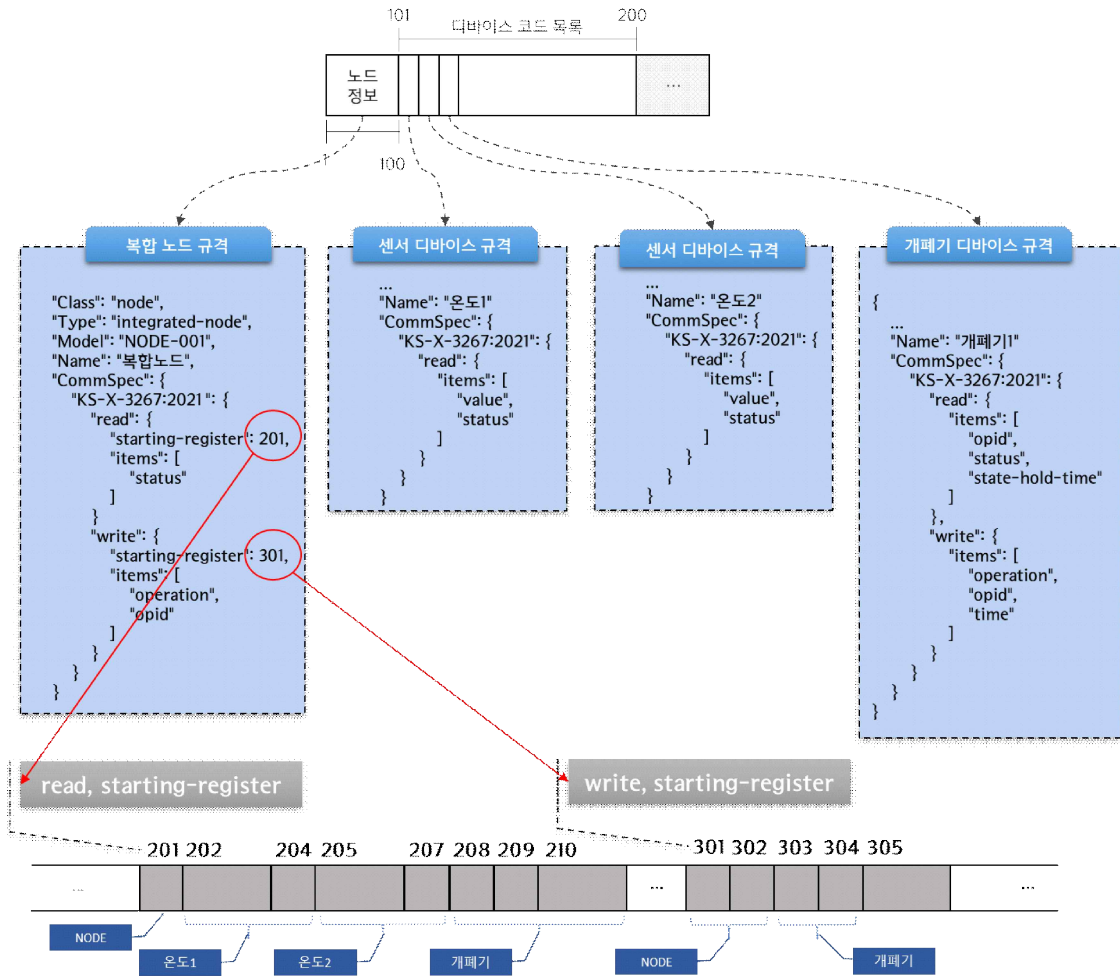 101 디바이스 코드 목록 200
노드
정보
...
1
100
복합 노드 규격
"Class": "node",
"Type": "integrated-node",
"Model": "NODE-001",
"Name": "복합노드",
"CommSpec": {
"KS-X-3267:2021": {
"read": {
"starting-register": 201,
"items": [
"status"
]
}
"write": {
"starting-register": 301,
"items": [
"operation",
"opid"
]
}
}
}
센서 디바이스 규격
...
"Name": "온도1"
"CommSpec": {
"KS-X-3267:2021": {
"read": {
"items": [
"value",
"status"
]
}
}
}
센서 디바이스 규격
...
"Name": "온도2"
"CommSpec": {
"KS-X-3267:2021": {
"read": {
"items": [
"value",
"status"
]
}
}
}
개폐기 디바이스 규격
{
...
"Name": "개폐기1"
"CommSpec": {
"KS-X-3267:2021": {
"read": {
"items": [
"opid",
"status",
"state-hold-time"
]
},
"write": {
"items": [
"operation",
"opid",
"time"
]
}
}
}
}
read, starting-register
write, starting-register
201 202 204 205 207 208 209 210 301 302 303 304 305
... ... ...
NODE 온도1 온도2 개폐기 NODE 개폐기